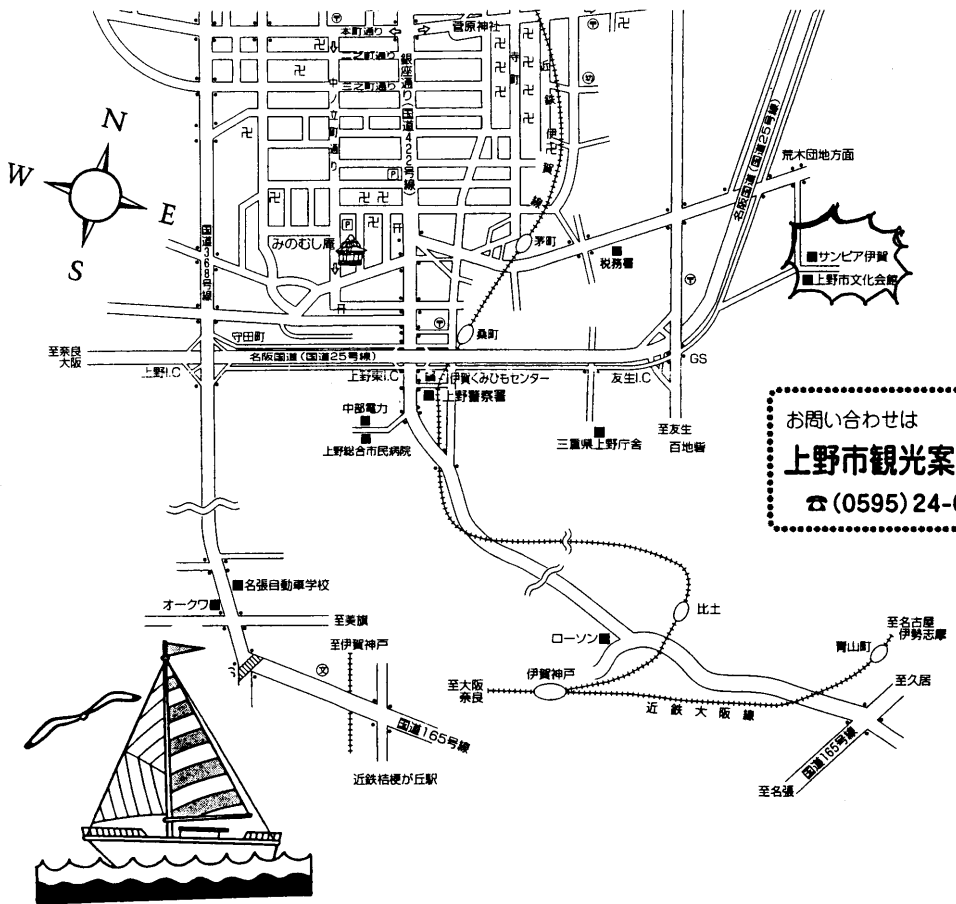 本町通り
菅原神社
二之町通り
三之町通り
中ノ立町通り
銀座通り(国道422号線)
寺町
近鉄伊賀線
名阪国道(国道25号線)
荒木団地方面
N
W
E
S
国道368号線
P
P
みのむし庵
茅町
税務署
サンピア伊賀
上野市文化会館
桑町
守田町
至奈良
大阪
名阪国道(国道25号線)
上野I.C
上野東I.C
伊賀くみひもセンター
上野警察署
友生I.C
GS
中部電力
上野総合市民病院
三重県上野庁舎
至友生
百地砦
お問い合わせは
上野市観光案
☎(0595)24-
名張自動車学校
オークワ
至美旗
至伊賀神戸
文
国道165号線
近鉄桔梗が丘駅
比土
ローソン
伊賀神戸
至大阪
奈良
近鉄大阪線
青山町
至名古屋
伊勢志摩
至久居
国道165号線
至名張